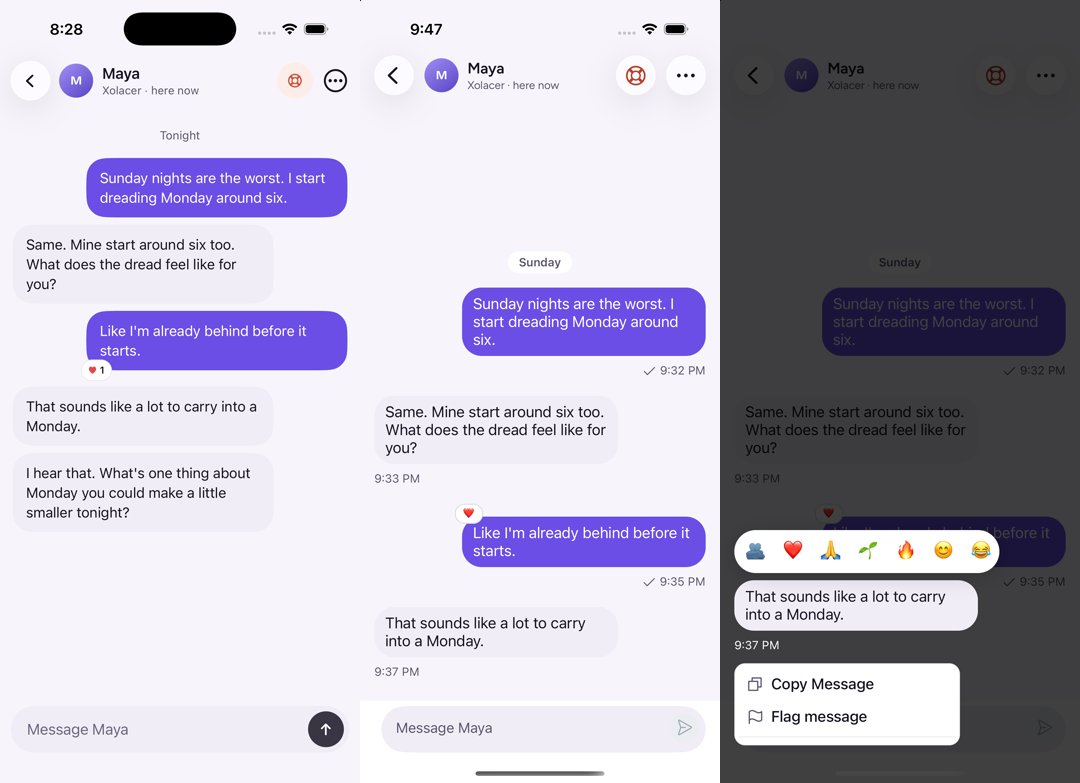 8:28
M
Maya
Xolacer · here now
Tonight
Sunday nights are the worst. I start
dreading Monday around six.
Same. Mine start around six too.
What does the dread feel like for
you?
Like I'm already behind before it
starts.
1
That sounds like a lot to carry into a
Monday.
I hear that. What's one thing about
Monday you could make a little
smaller tonight?
Message Maya
9:47
M
Maya
Xolacer · here now
Sunday
Sunday nights are the worst. I
start dreading Monday around
six.
9:32 PM
Same. Mine start around six too.
What does the dread feel like for
you?
9:33 PM
Like I'm already behind before it
starts.
9:35 PM
That sounds like a lot to carry
into a Monday.
9:37 PM
Message Maya
M
Maya
Xolacer · here now
Sunday
Sunday nights are the worst. I
start dreading Monday around
six.
9:32 PM
Same. Mine start around six too.
What does the dread feel like for
you?
9:33 PM
Like I'm already behind before it
9:35 PM
That sounds like a lot to carry
into a Monday.
9:37 PM
Copy Message
Flag message